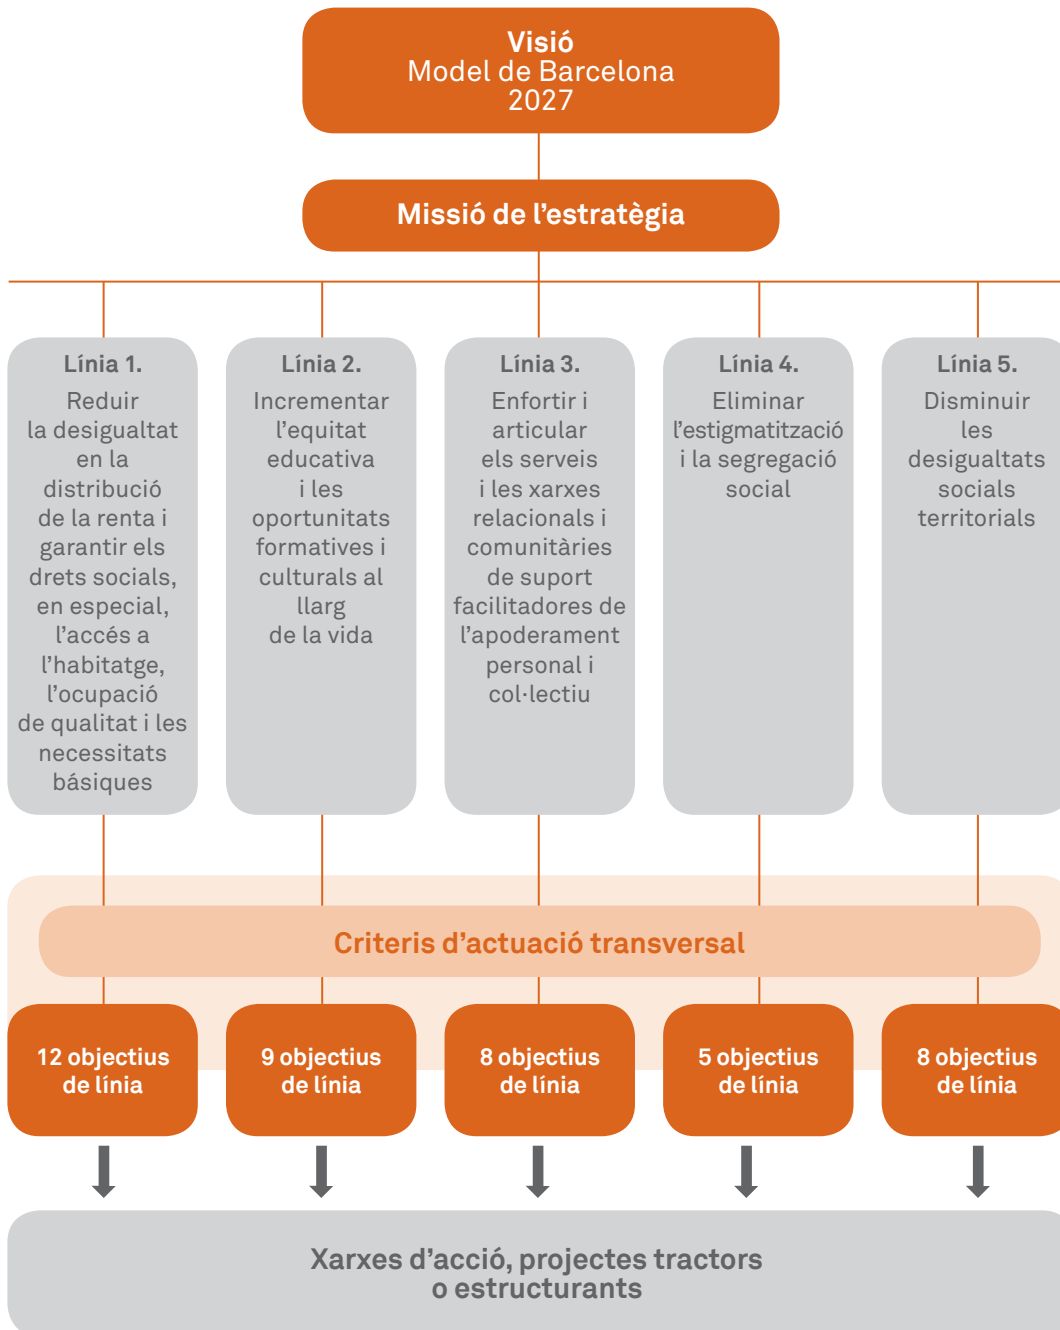 Visió
Model de Barcelona
2027
Missió de l’estratègia
Línia 1.
Reduir
la desigualtat
en la
distribució
de la renta i
garantir els
drets socials,
en especial,
l’accés a
l’habitatge,
l’ocupació
de qualitat i les
necessitats
básiques
Línia 2.
Incrementar
l’equitat
educativa
i les
oportunitats
formatives i
culturals al
llarg
de la vida
Línia 3.
Enfortir i
articular
els serveis
i les xarxes
relacionals i
comunitàries
de suport
facilitadores de
l’apoderament
personal i
col·lectiu
Línia 4.
Eliminar
l’estigmatització
i la segregació
social
Línia 5.
Disminuir
les
desigualtats
socials
territorials
Criteris d’actuació transversal
12 objectius
de línia
9 objectius
de línia
8 objectius
de línia
5 objectius
de línia
8 objectius
de línia
Xarxes d’acció, projectes tractors
o estructurants